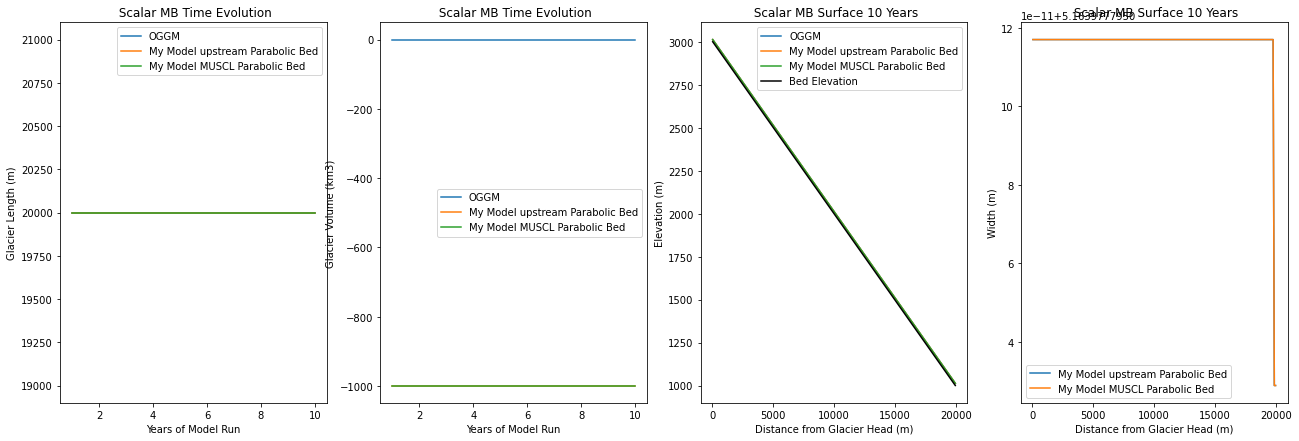 Scalar MB Time Evolution
21000
20750
20500
20250
20000
19750
19500
19250
19000
Glacier Length (m)
OGGM
My Model upstream Parabolic Bed
My Model MUSCL Parabolic Bed
2
4
6
8
10
Years of Model Run
Scalar MB Time Evolution
0
−200
−400
−600
−800
−1000
Glacier Volume (km3)
OGGM
My Model upstream Parabolic Bed
My Model MUSCL Parabolic Bed
2
4
6
8
10
Years of Model Run
Scalar MB Surface 10 Years
3000
2750
2500
2250
2000
1750
1500
1250
1000
Elevation (m)
OGGM
My Model upstream Parabolic Bed
My Model MUSCL Parabolic Bed
Bed Elevation
0
5000
10000
15000
20000
Distance from Glacier Head (m)
Scalar MB Surface 10 Years
12
10
8
6
4
Width (m)
My Model upstream Parabolic Bed
My Model MUSCL Parabolic Bed
0
5000
10000
15000
20000
Distance from Glacier Head (m)